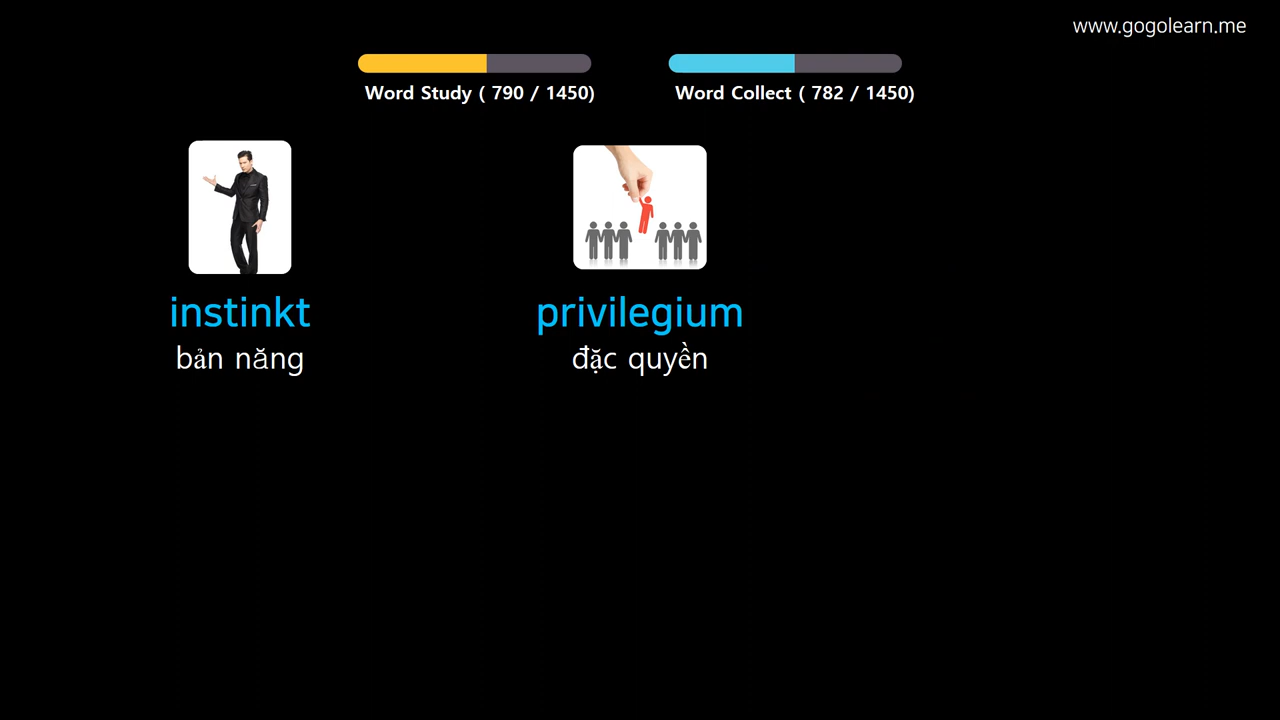 www.gogolearn.me
Word Study ( 790 / 1450)
Word Collect ( 782 / 1450)
instinkt
bản năng
privilegium
đặc quyền